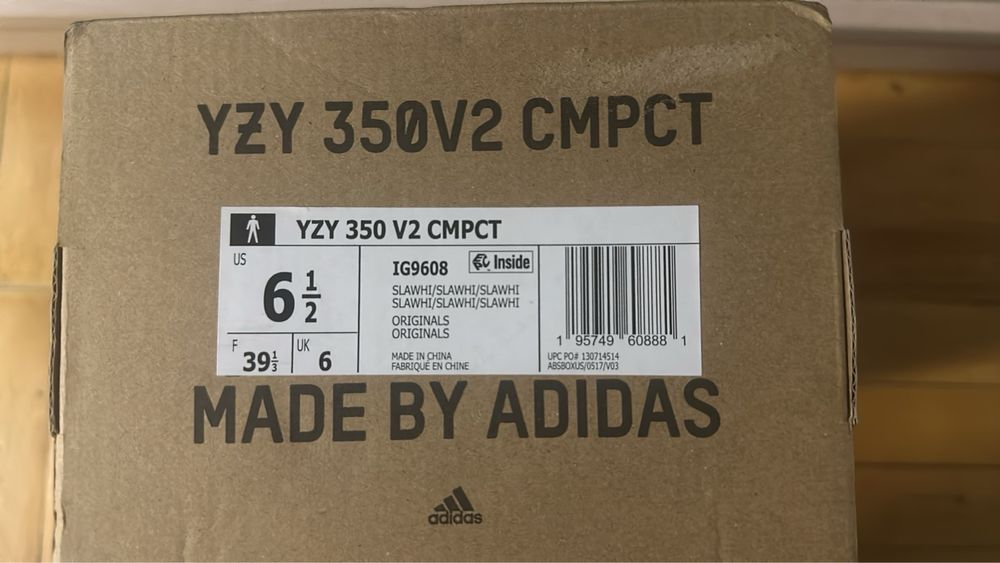 YZY 350V2 CMPCT
YZY 350 V2 CMPCT
US
6 1/2
F
39 1/3
UK
6
IG9608
Inside
SLAWHI/SLAWHI/SLAWHI
SLAWHI/SLAWHI/SLAWHI
ORIGINALS
ORIGINALS
MADE IN CHINA
FABRIQUÉ EN CHINE
1 95749 60888 1
UPC PO# 130714514
ABSBOXUS/0517/V03
MADE BY ADIDAS
adidas